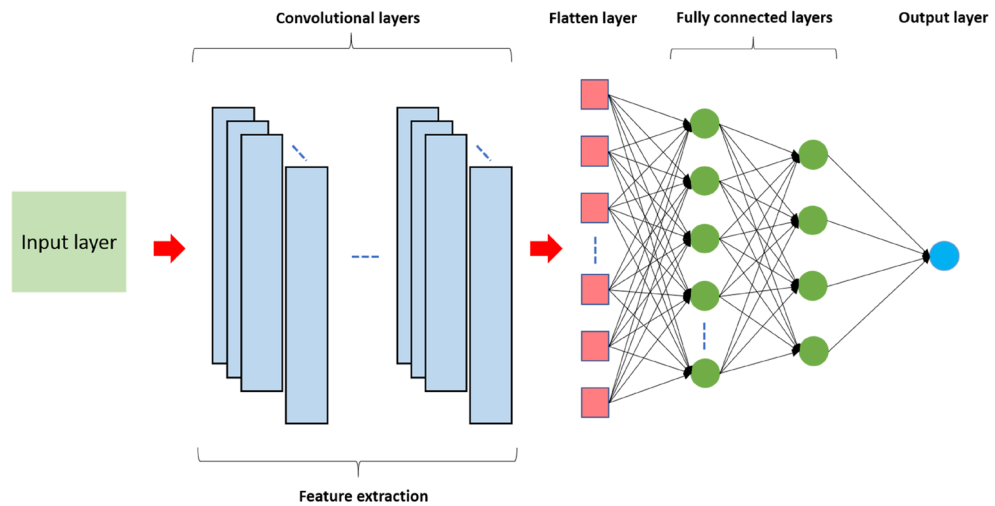 Convolutional layers
Flatten layer
Fully connected layers
Output layer
Input layer
Feature extraction